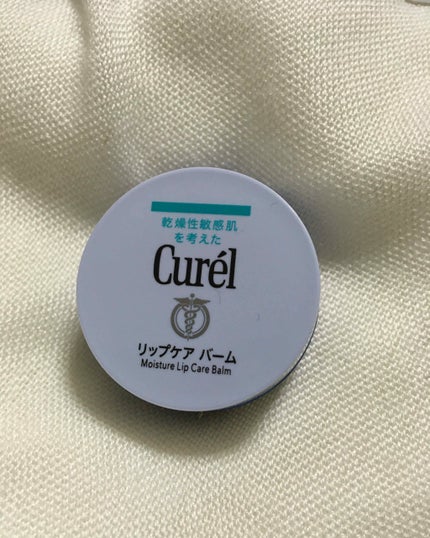 乾燥性敏感肌
を考えた
Curél
リップケア バーム
Moisture Lip Care Balm